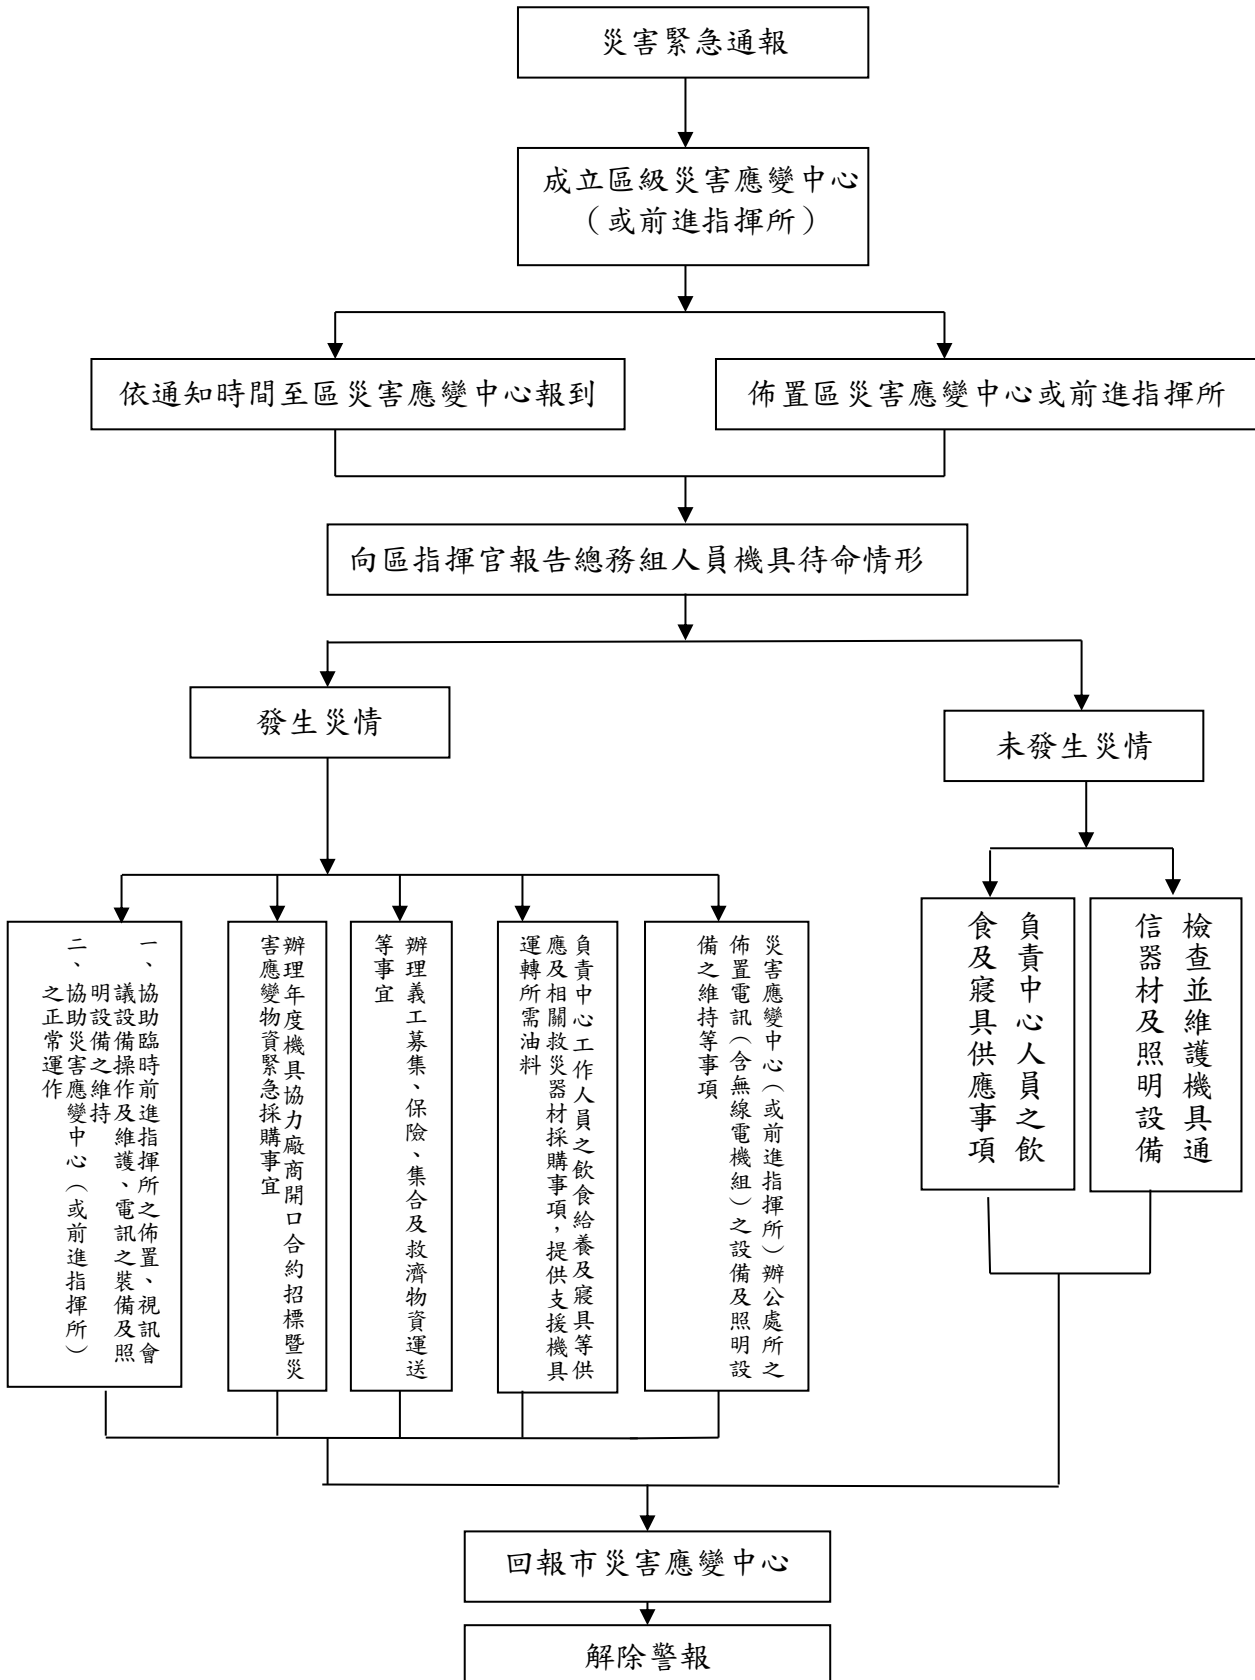 災害緊急通報
成立區級災害應變中心
（或前進指揮所）
依通知時間至區災害應變中心報到
佈置區災害應變中心或前進指揮所
向區指揮官報告總務組人員機具待命情形
發生災情
未發生災情
一、協助臨時前進指揮所之佈置、視訊會
議設備操作及維護、電訊之裝備及照
明設備之維持
二、協助災害應變中心（或前進指揮所）
之正常運作
辦理年度機具協力廠商開口合約招標暨災
害應變物資緊急採購事宜
辦理義工募集、保險、集合及救濟物資運送
等事宜
負責中心工作人員之飲食給養及寢具等供
應及相關救災器材採購事項，提供支援機具
運轉所需油料
災害應變中心（或前進指揮所）辦公處所之
佈置電訊（含無線電機組）之設備及照明設
備之維持等事項
負責中心人員之飲
食及寢具供應事項
檢查並維護機具通
信器材及照明設備
回報市災害應變中心
解除警報